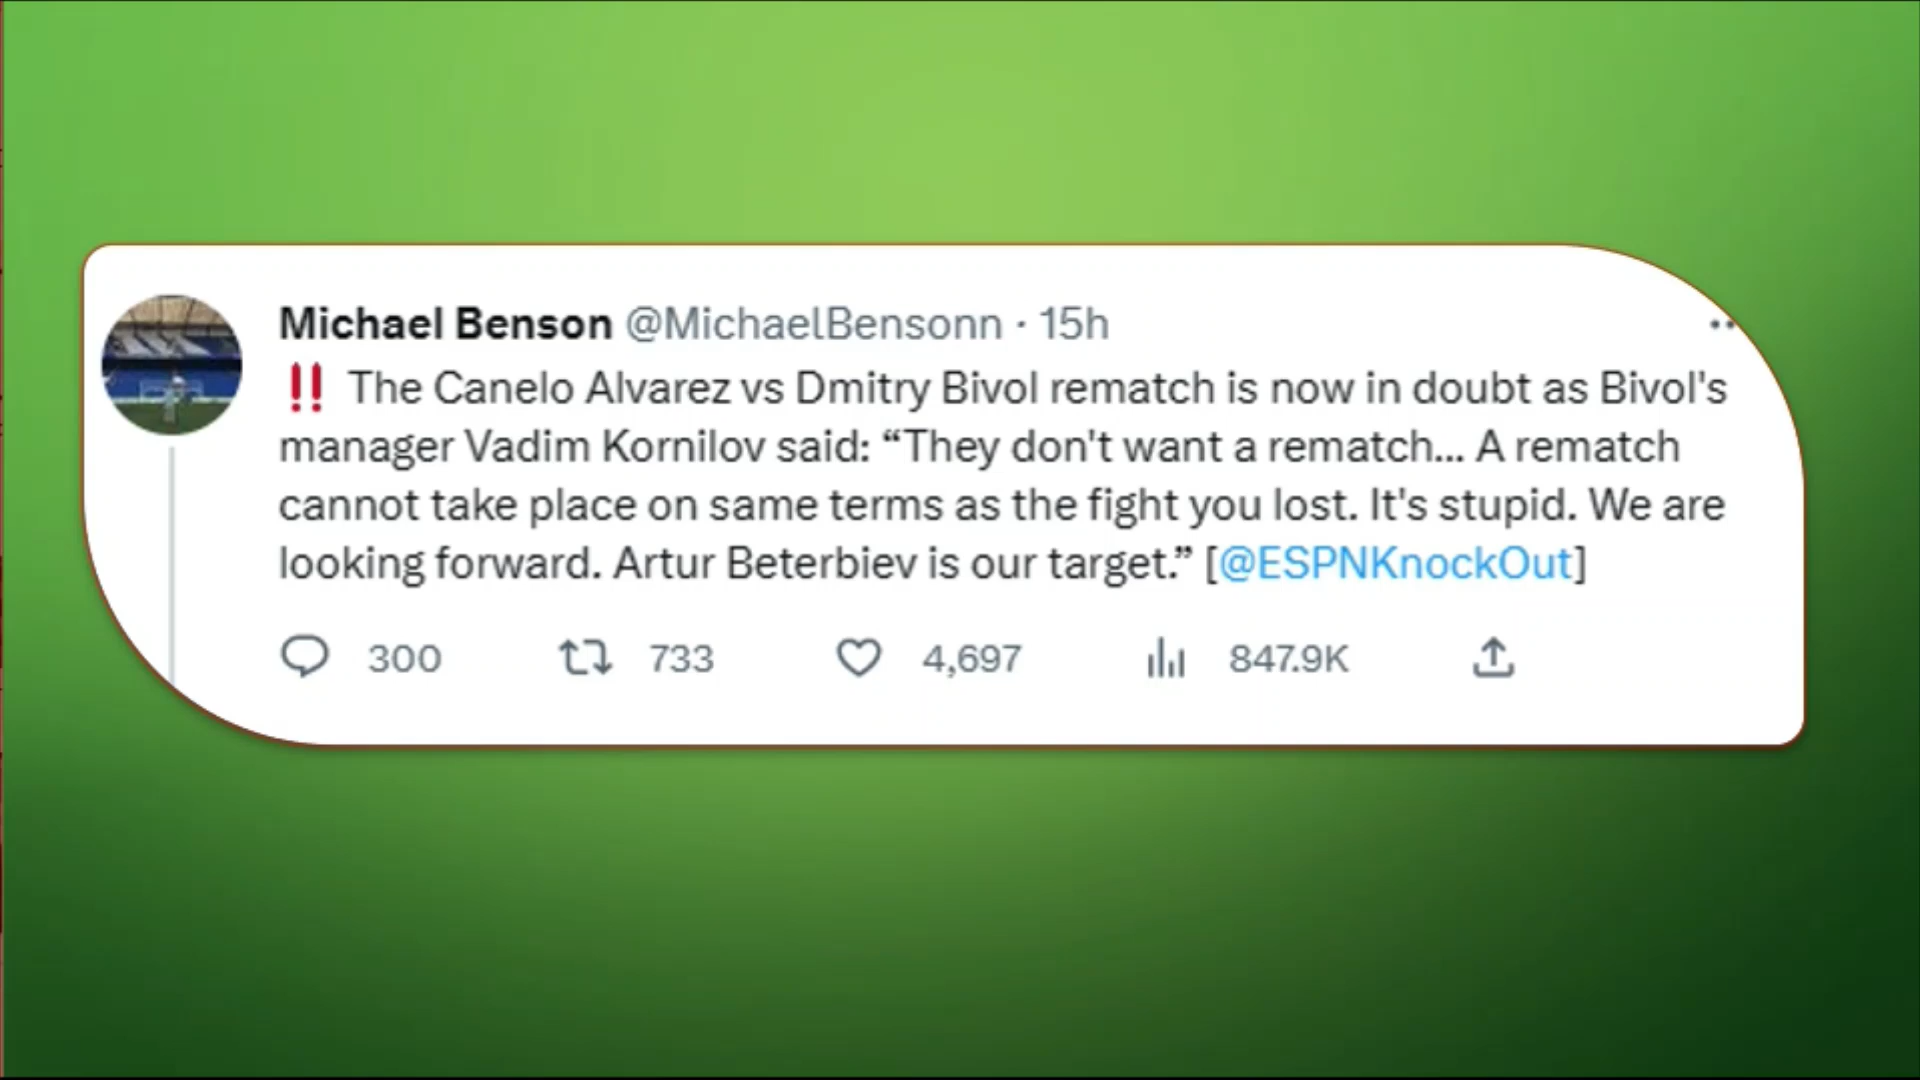 Michael Benson @MichaelBensonn · 15h
‼ The Canelo Alvarez vs Dmitry Bivol rematch is now in doubt as Bivol's
manager Vadim Kornilov said: “They don't want a rematch... A rematch
cannot take place on same terms as the fight you lost. It's stupid. We are
looking forward. Artur Beterbiev is our target.” [@ESPNKnockOut]
300 733 4,697 847.9K